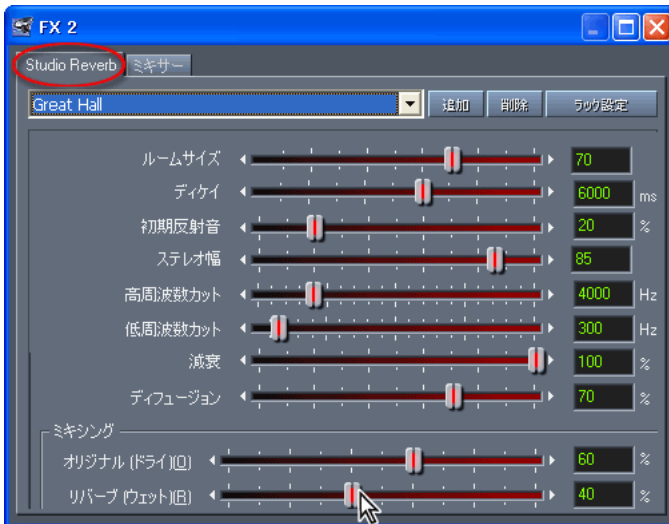 FX 2
Studio Reverb ミキサー
Great Hall 追加 削除 ラック設定
ルームサイズ 70
ディケイ 6000 ms
初期反射音 20 %
ステレオ幅 85
高周波数カット 4000 Hz
低周波数カット 300 Hz
減衰 100 %
ディフュージョン 70 %
ミキシング
オリジナル (ドライ)(O) 60 %
リバーブ (ウェット)(R) 40 %